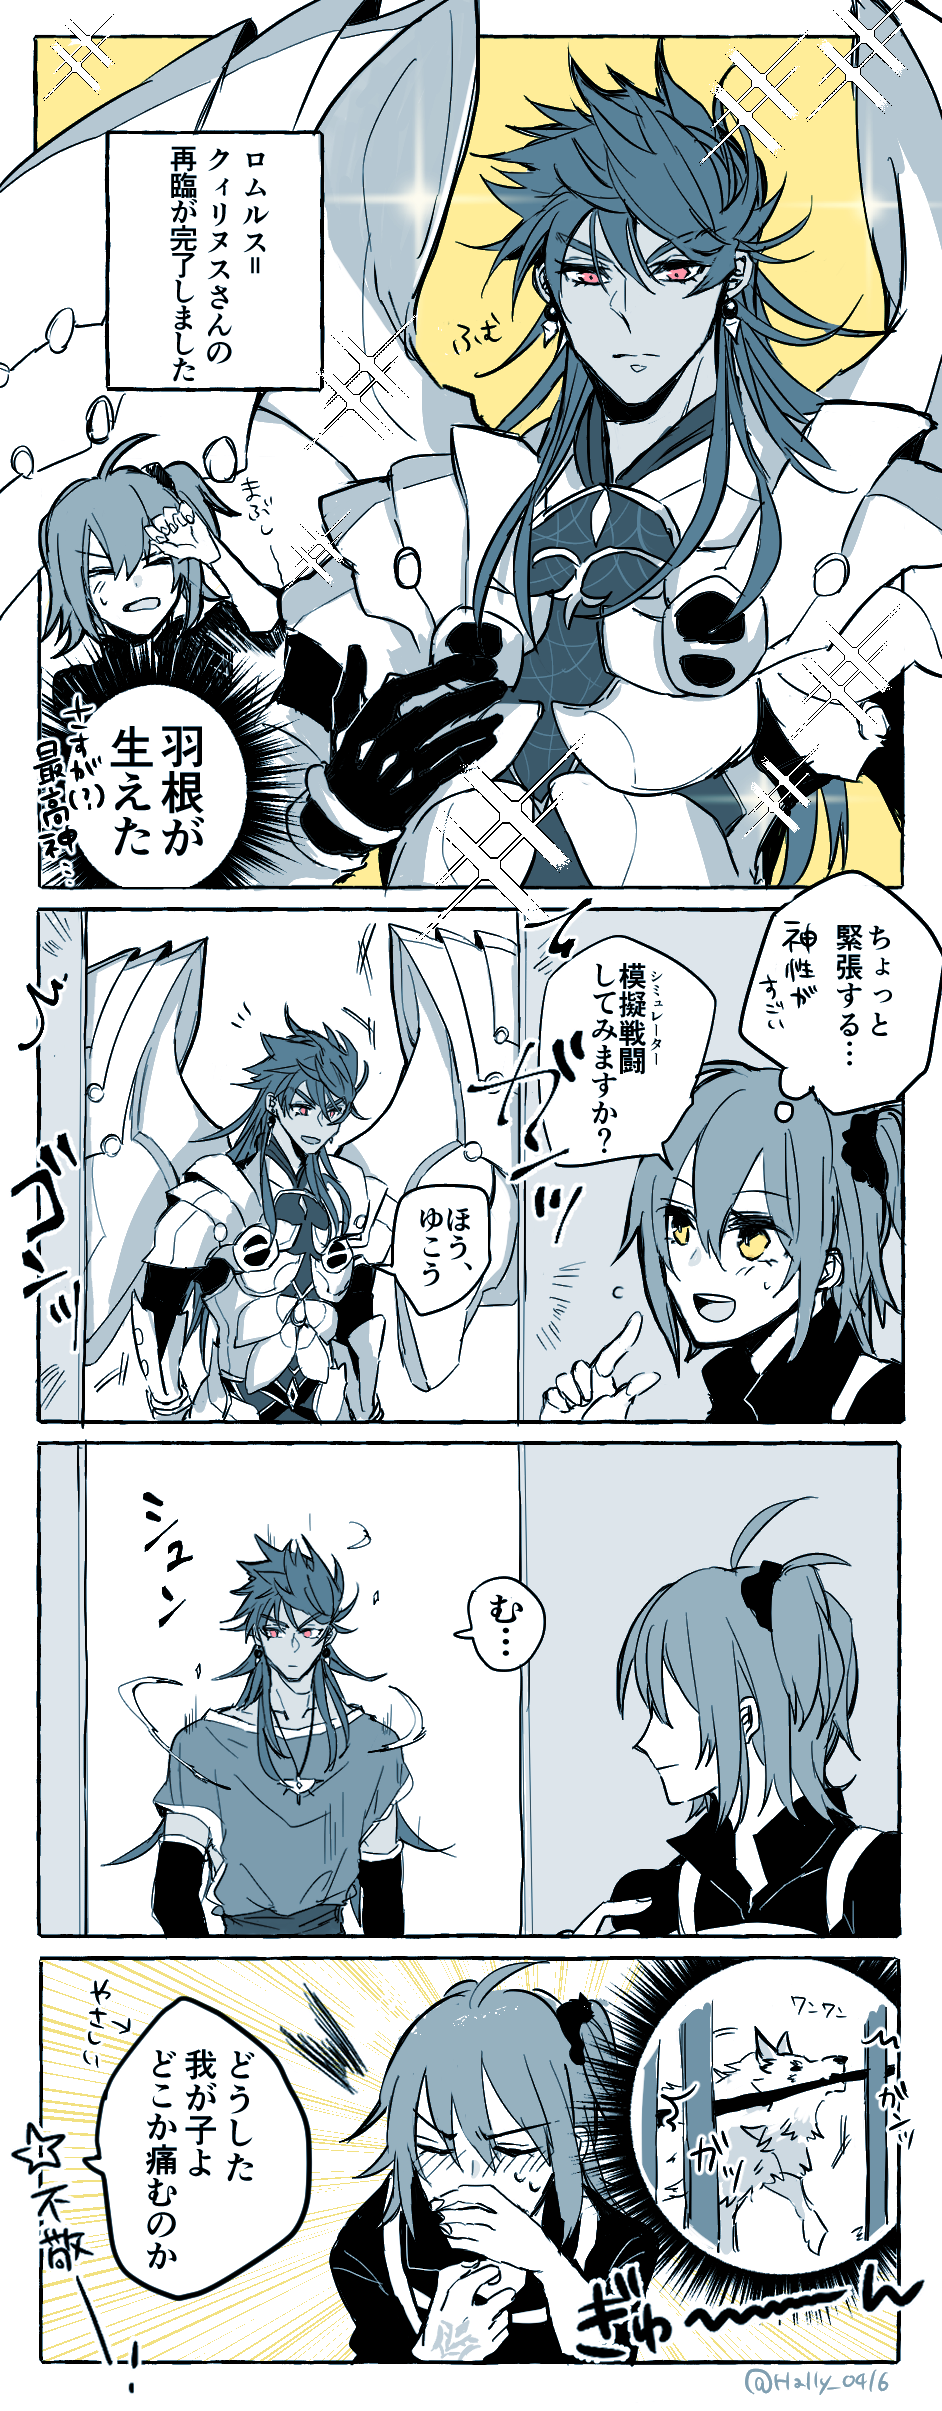 ロムルス=
クィリヌスさんの
再臨が完了しました
ふむ
まぶし
羽根が
生えた
さすが(?)
最高神…
ちょっと
緊張する…
神性が
すごい
シミュレーター
模擬戦闘
してみますか?
ガンッ
ほう、
ゆこう
ゴンッ
む…
シュン
ワンワン
ガンッ
ガッ
どうした
我が子よ
どこか痛むのか
やさしい
☆不敬
ぎゅ〜ん
@Hally_0416